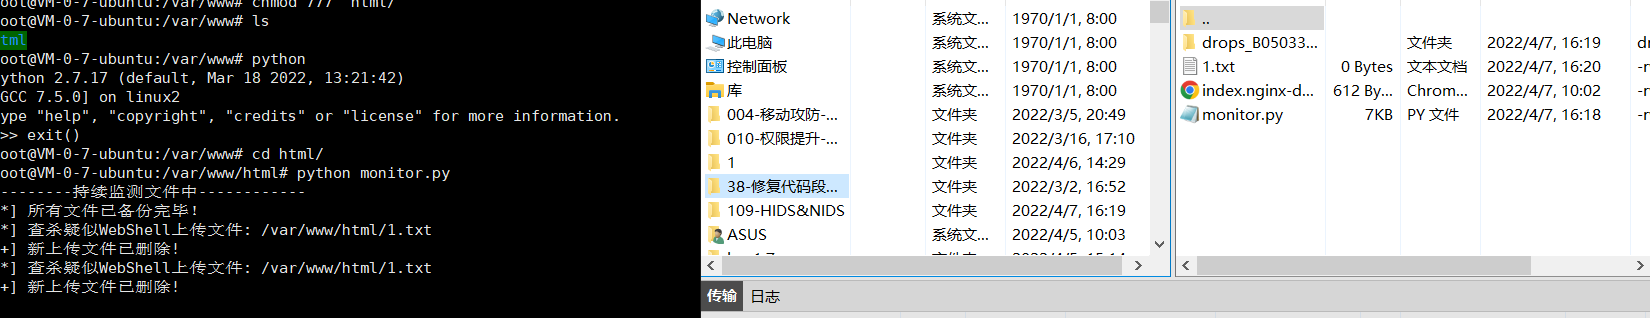 oot@VM-0-7-ubuntu:/var/www# chmod 777  html/
oot@VM-0-7-ubuntu:/var/www# ls
tml
oot@VM-0-7-ubuntu:/var/www# python
ython 2.7.17 (default, Mar 18 2022, 13:21:42)
GCC 7.5.0] on linux2
ype "help", "copyright", "credits" or "license" for more information.
>> exit()
oot@VM-0-7-ubuntu:/var/www# cd html/
oot@VM-0-7-ubuntu:/var/www/html# python monitor.py
--------持续监测文件中------------
*] 所有文件已备份完毕!
*] 查杀疑似WebShell上传文件: /var/www/html/1.txt
+] 新上传文件已删除!
*] 查杀疑似WebShell上传文件: /var/www/html/1.txt
+] 新上传文件已删除!
Network 系统文... 1970/1/1, 8:00
此电脑 系统文... 1970/1/1, 8:00
控制面板 系统文... 1970/1/1, 8:00
库 系统文... 1970/1/1, 8:00
004-移动攻防-... 文件夹 2022/3/5, 20:49
010-权限提升-... 文件夹 2022/3/16, 17:10
1 文件夹 2022/4/6, 14:29
38-修复代码段... 文件夹 2022/3/2, 16:52
109-HIDS&NIDS 文件夹 2022/4/7, 16:19
ASUS 系统文... 2022/4/5, 10:03
..
drops_B05033... 文件夹 2022/4/7, 16:19
1.txt 0 Bytes 文本文档 2022/4/7, 16:20
index.nginx-d... 612 By... Chrom... 2022/4/7, 10:02
monitor.py 7KB PY 文件 2022/4/7, 16:18
传输 日志